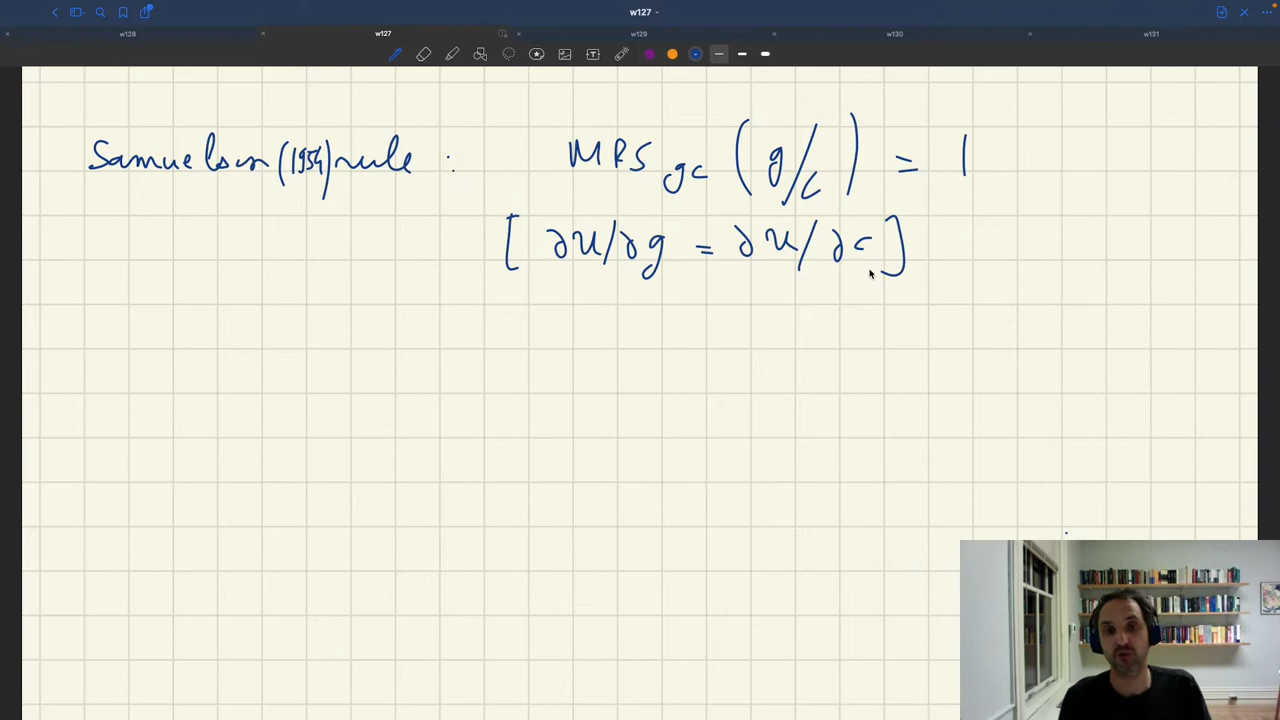 w127
w128
w127
w129
w130
w131
Samuelson (1954) rule : MRS gc (g/c) = 1
[ ∂U/∂g = ∂U/∂c ]